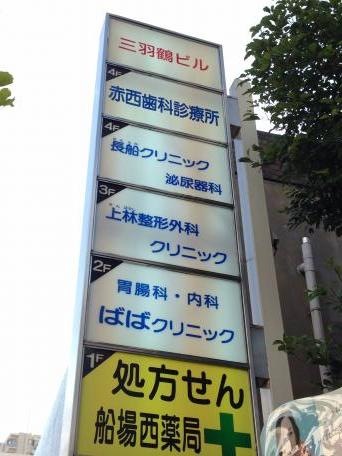 三羽鶴ビル
4F
赤西歯科診療所
4F
長船クリニック
泌尿器科
3F
上林整形外科
クリニック
2F
胃腸科・内科
ばばクリニック
1F
処方せん
船場西薬局